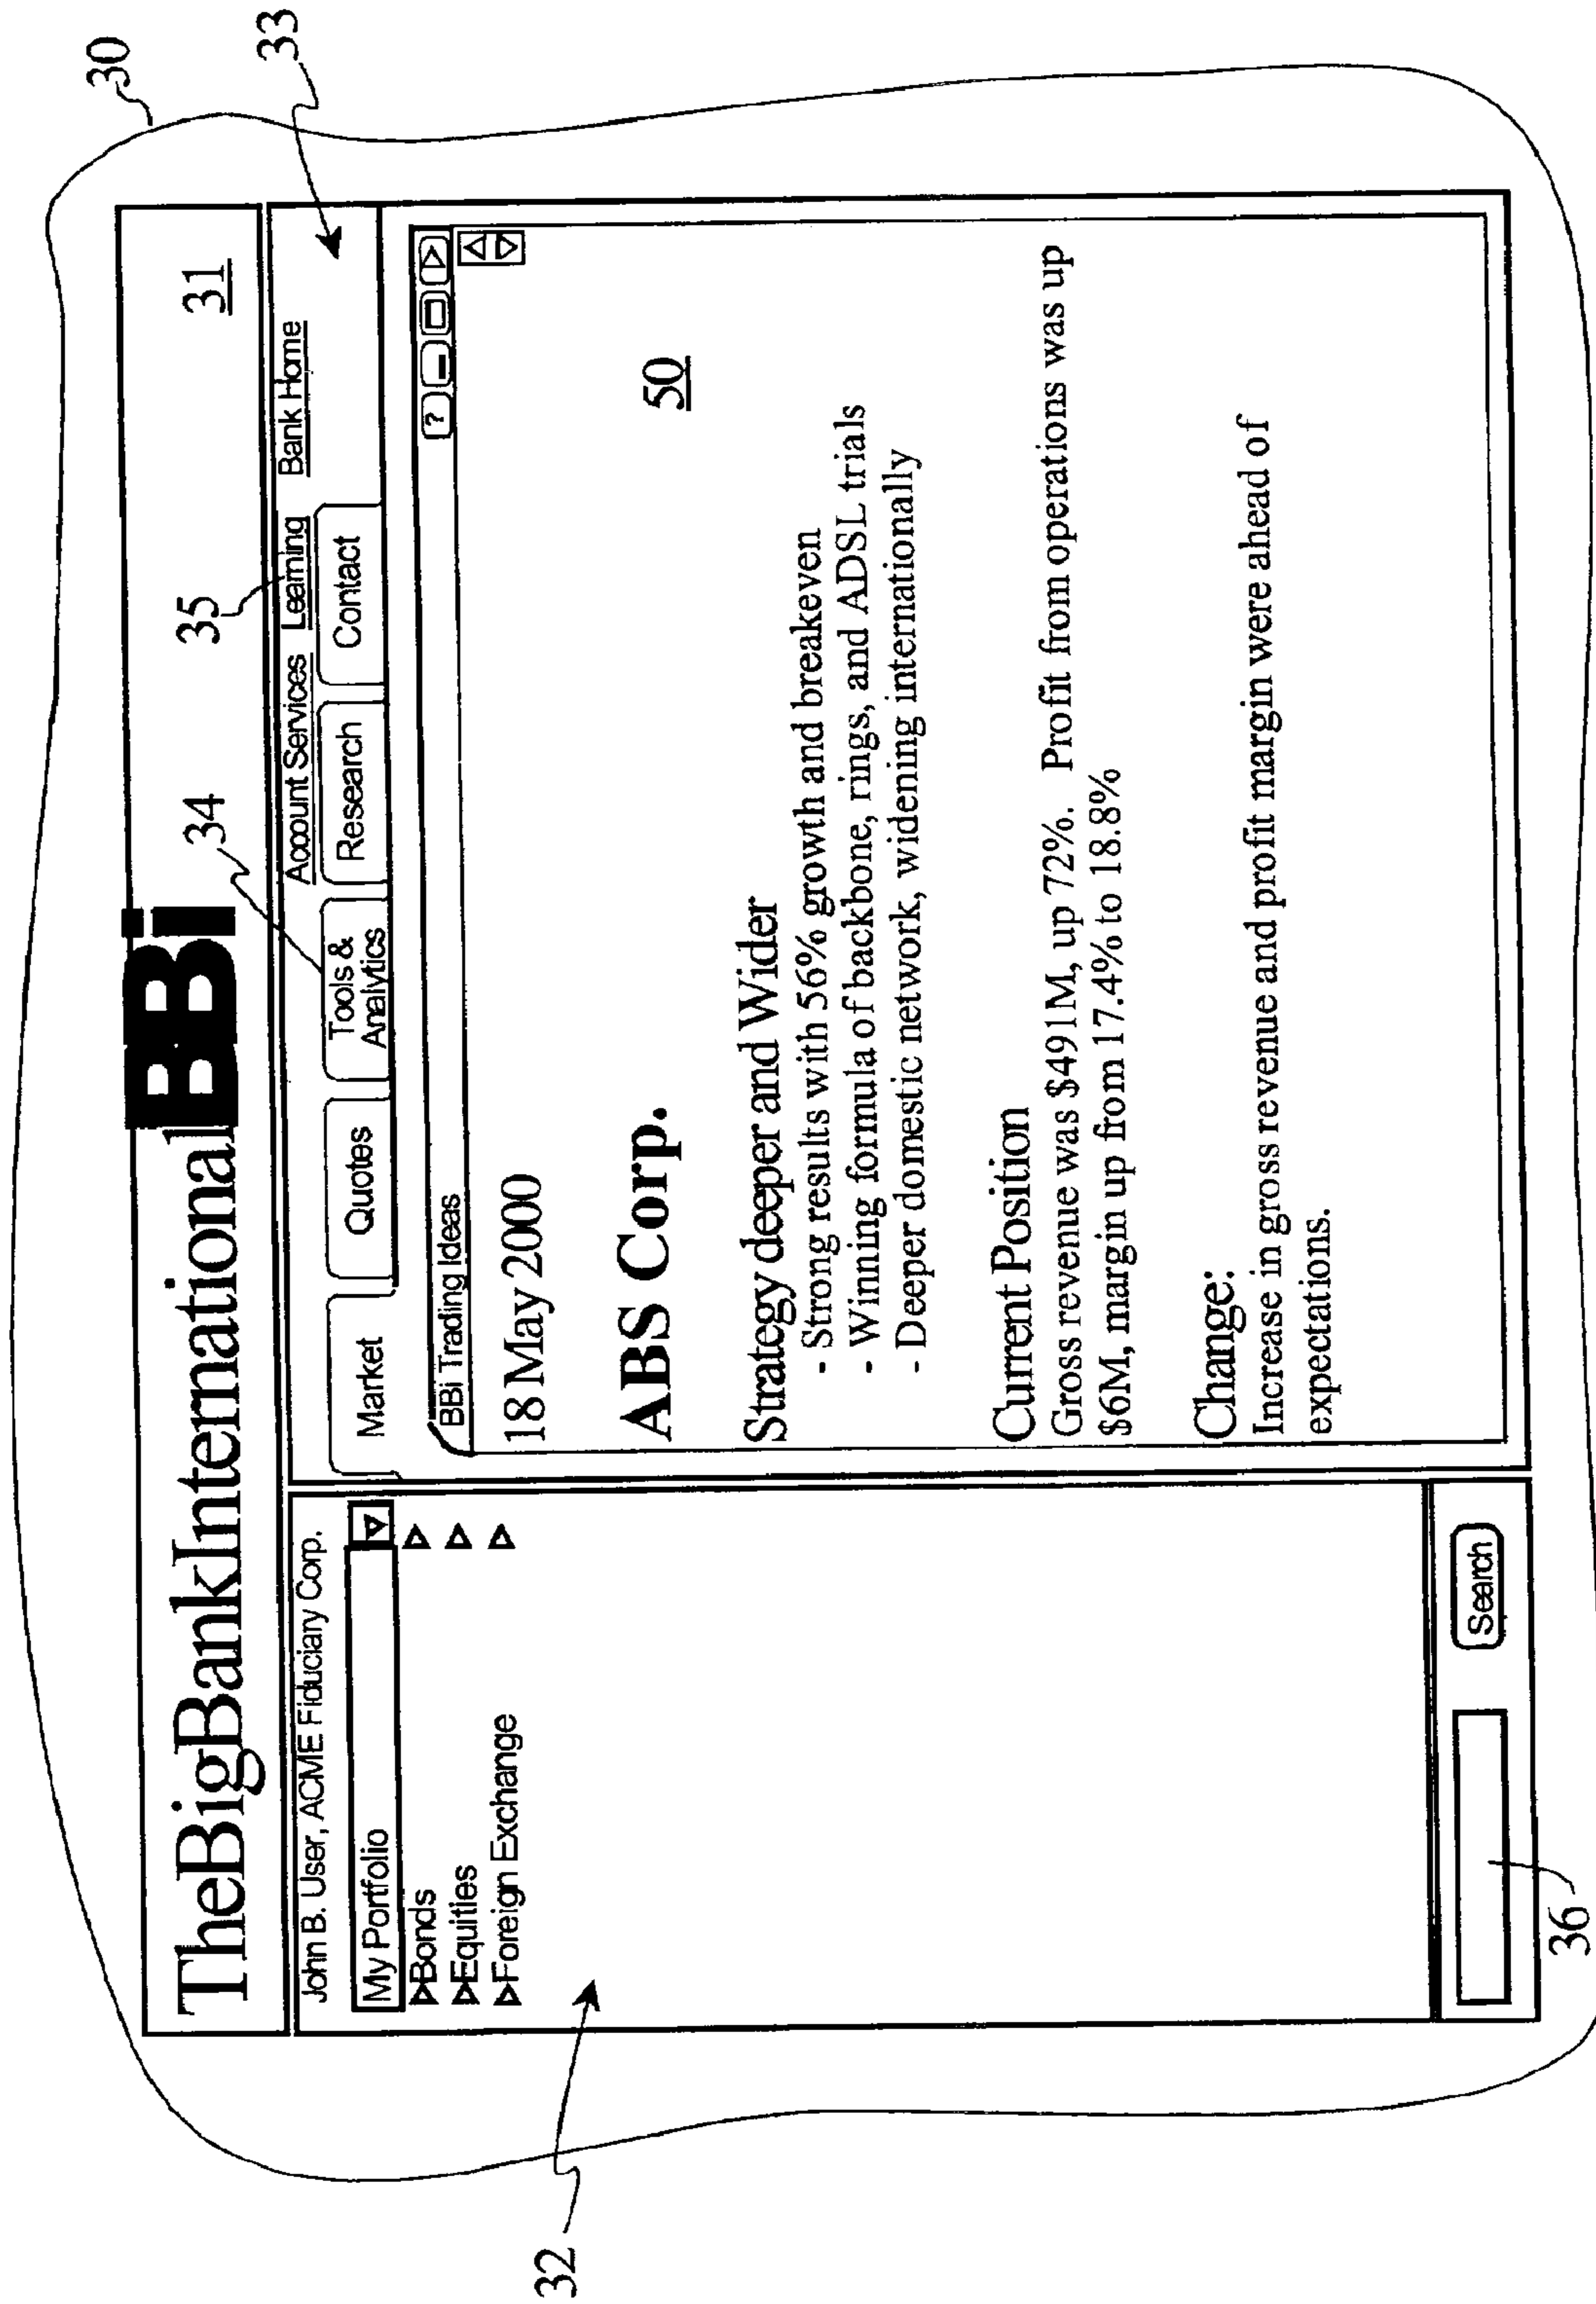 30
TheBigBankInternational BBi
31
34
35
33
John B. User, ACME Fiduciary Corp.
My Portfolio
Bonds
Equities
Foreign Exchange
32
Search
36
Account Services Learning Bank Home
Market Quotes Tools & Analytics Research Contact
BBi Trading Ideas
?
18 May 2000
ABS Corp.
50
Strategy deeper and Wider
- Strong results with 56% growth and breakeven
- Winning formula of backbone, rings, and ADSL trials
- Deeper domestic network, widening internationally
Current Position
Gross revenue was $491M, up 72%. Profit from operations was up
$6M, margin up from 17.4% to 18.8%
Change:
Increase in gross revenue and profit margin were ahead of
expectations.